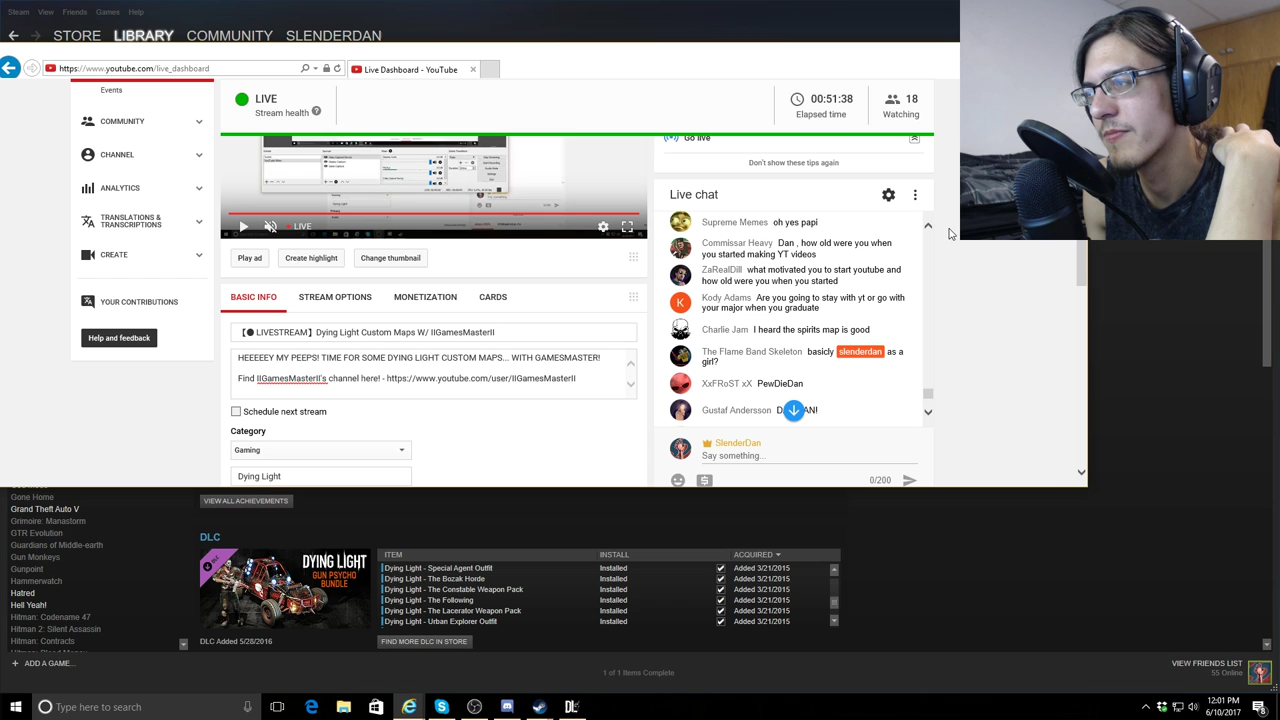 Steam View Friends Games Help
STORE LIBRARY COMMUNITY SLENDERDAN
https://www.youtube.com/live_dashboard
Live Dashboard - YouTube
Events
COMMUNITY
CHANNEL
ANALYTICS
TRANSLATIONS &
TRANSCRIPTIONS
CREATE
YOUR CONTRIBUTIONS
Help and feedback
LIVE
Stream health
00:51:38
Elapsed time
18
Watching
LIVE
Play ad
Create highlight
Change thumbnail
BASIC INFO
STREAM OPTIONS
MONETIZATION
CARDS
【● LIVESTREAM】Dying Light Custom Maps W/ IIGamesMasterII
HEEEEEY MY PEEPS! TIME FOR SOME DYING LIGHT CUSTOM MAPS... WITH GAMESMASTER!
Find IIGamesMasterII's channel here! - https://www.youtube.com/user/IIGamesMasterII
Schedule next stream
Category
Gaming
Dying Light
Go live
Don't show these tips again
Live chat
Supreme Memes oh yes papi
Commissar Heavy Dan , how old were you when
you started making YT videos
ZaRealDill what motivated you to start youtube and
how old were you when you started
Kody Adams Are you going to stay with yt or go with
your major when you graduate
K
Charlie Jam I heard the spirits map is good
The Flame Band Skeleton basicly slenderdan as a
girl?
XxFRoST xX PewDieDan
Gustaf Andersson
SlenderDan
Say something...
0/200
Gone Home
Grand Theft Auto V
Grimoire: Manastorm
GTR Evolution
Guardians of Middle-earth
Gun Monkeys
Gunpoint
Hammerwatch
Hatred
Hell Yeah!
Hitman: Codename 47
Hitman 2: Silent Assassin
Hitman: Contracts
VIEW ALL ACHIEVEMENTS
DLC
DLC
DYING LIGHT
GUN PSYCHO
BUNDLE
DLC Added 5/28/2016
ITEM INSTALL ACQUIRED
Dying Light - Special Agent Outfit Installed Added 3/21/2015
Dying Light - The Bozak Horde Installed Added 3/21/2015
Dying Light - The Constable Weapon Pack Installed Added 3/21/2015
Dying Light - The Following Installed Added 3/21/2015
Dying Light - The Lacerator Weapon Pack Installed Added 3/21/2015
Dying Light - Urban Explorer Outfit Installed Added 3/21/2015
FIND MORE DLC IN STORE
+ ADD A GAME...
1 of 1 Items Complete
VIEW FRIENDS LIST
55 Online
Type here to search
12:01 PM
6/10/2017
8